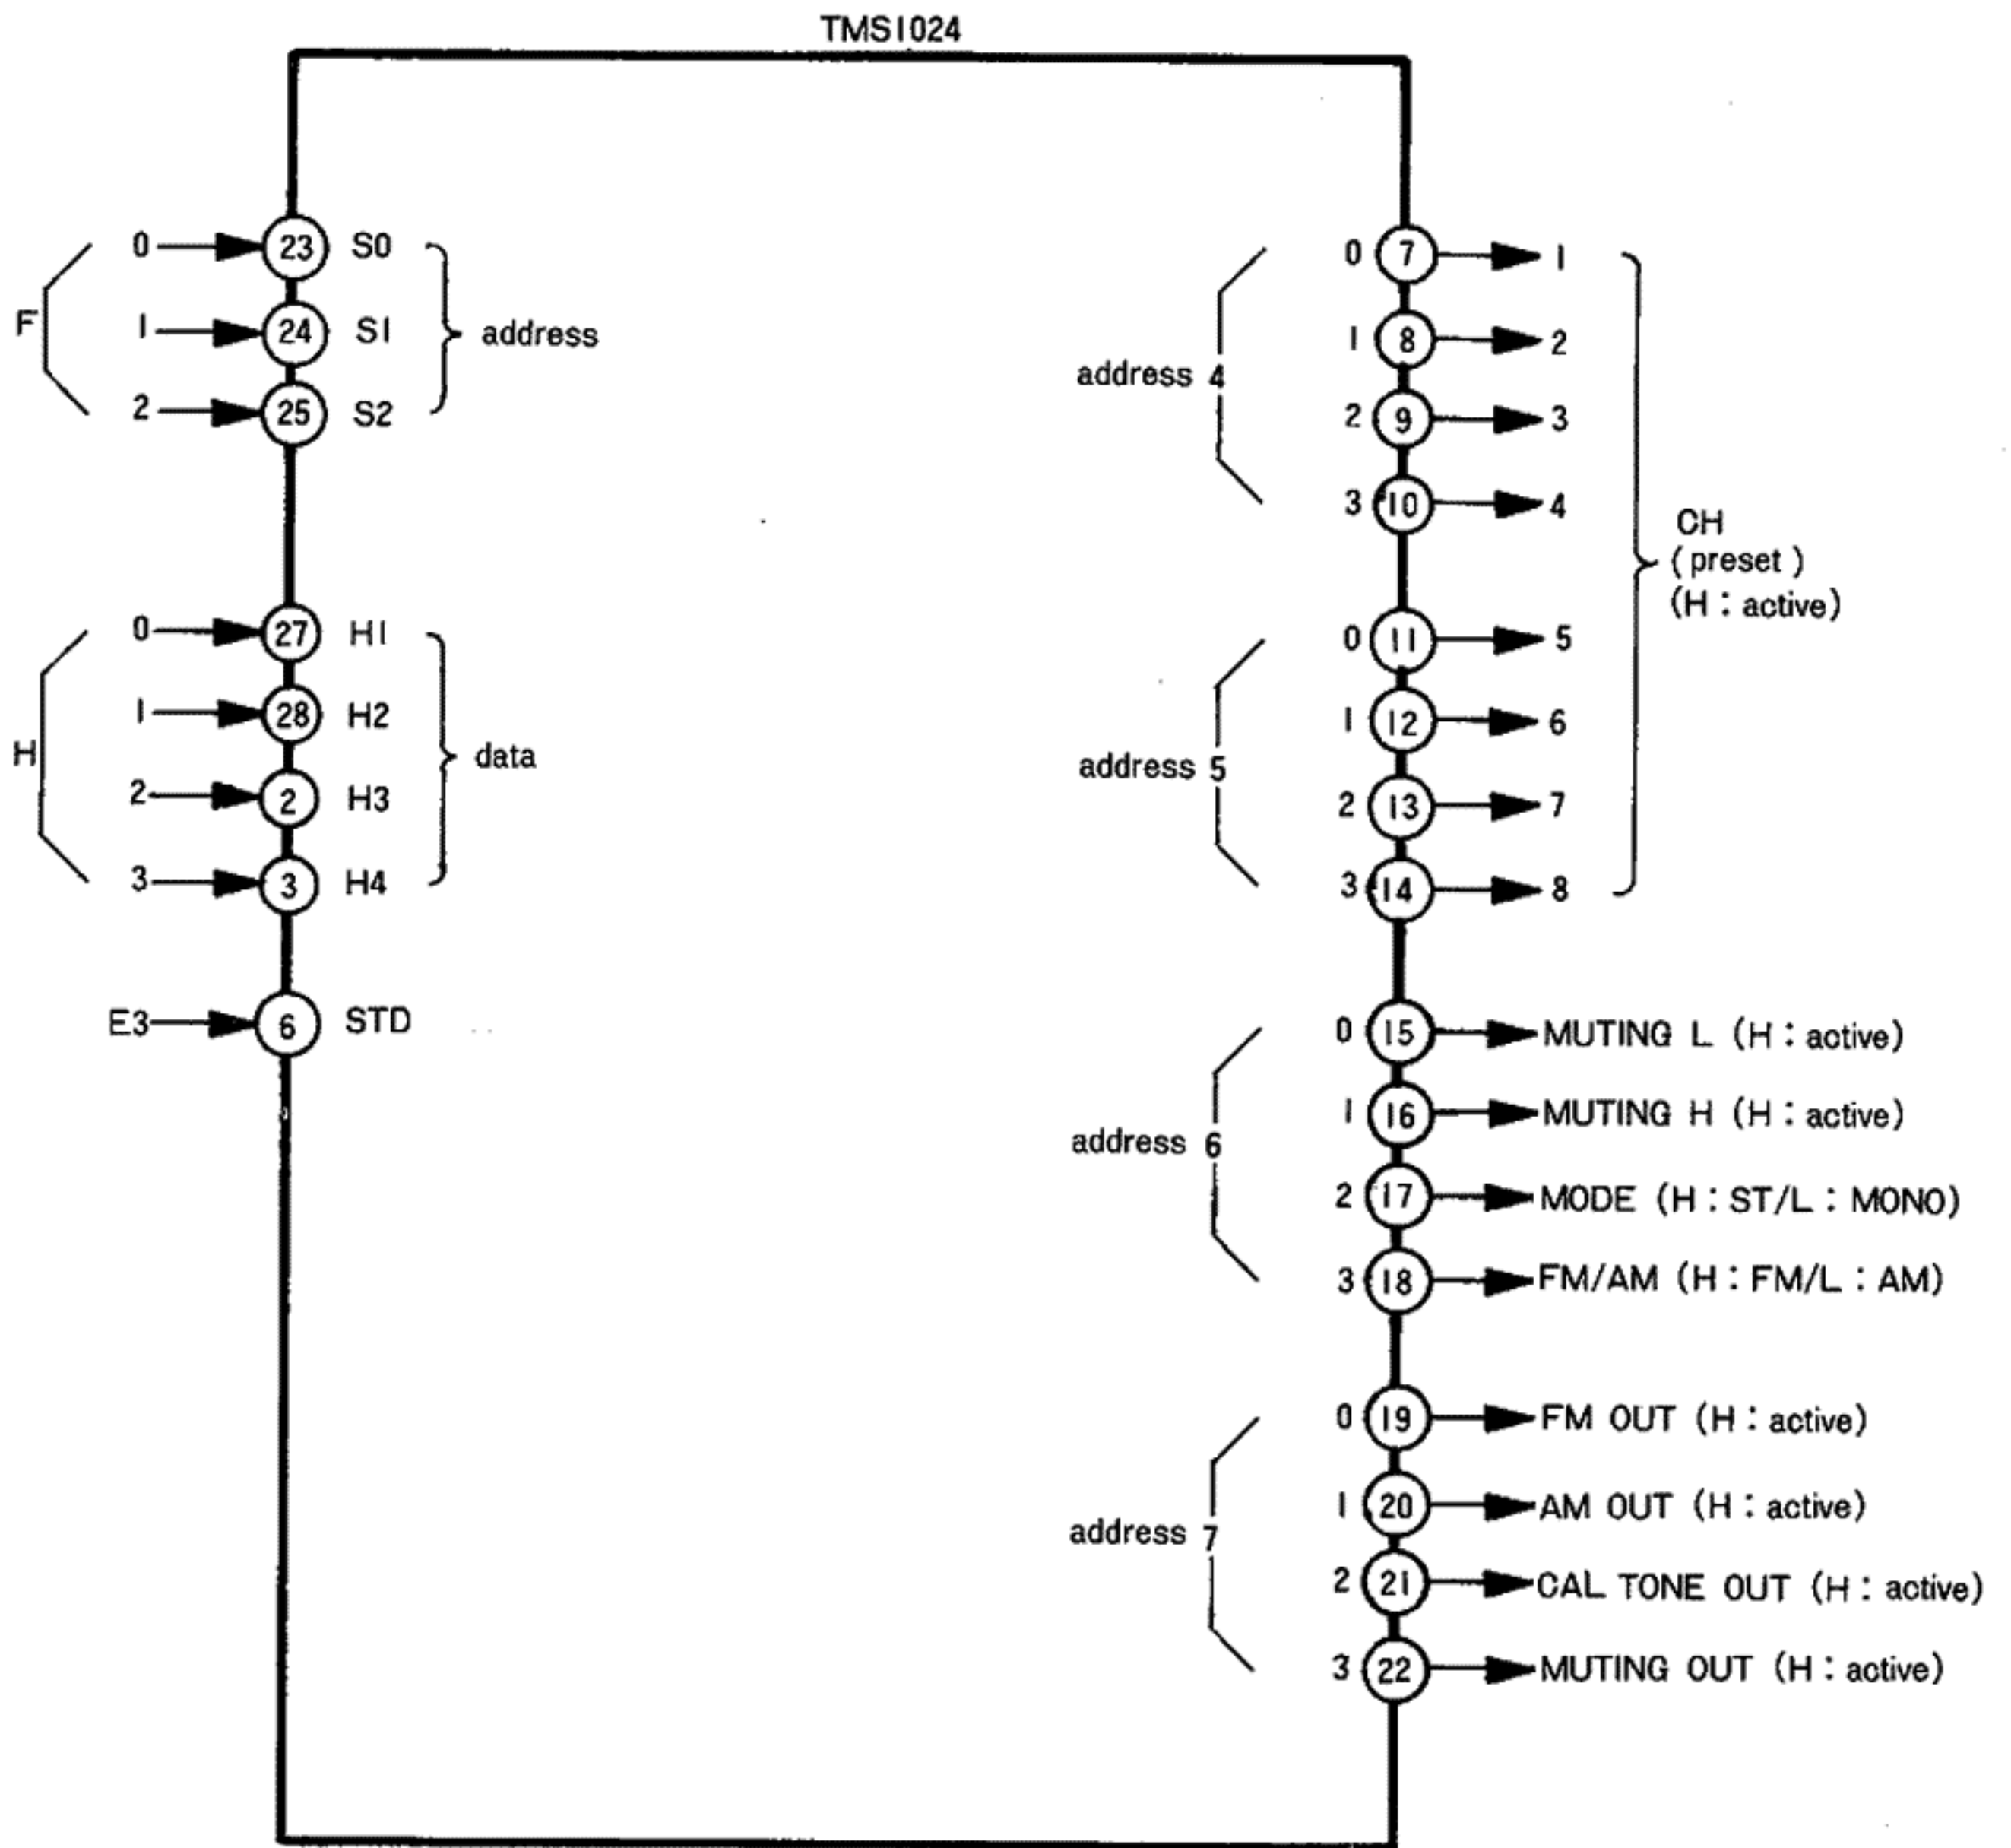 TMS1024
F
0 23 S0
1 24 S1
2 25 S2
address
H
0 27 H1
1 28 H2
2 2 H3
3 3 H4
data
E3 6 STD
address 4
0 7 1
1 8 2
2 9 3
3 10 4
address 5
0 11 5
1 12 6
2 13 7
3 14 8
CH
(preset)
(H : active)
address 6
0 15 MUTING L (H : active)
1 16 MUTING H (H : active)
2 17 MODE (H : ST/L : MONO)
3 18 FM/AM (H : FM/L : AM)
address 7
0 19 FM OUT (H : active)
1 20 AM OUT (H : active)
2 21 CAL TONE OUT (H : active)
3 22 MUTING OUT (H : active)